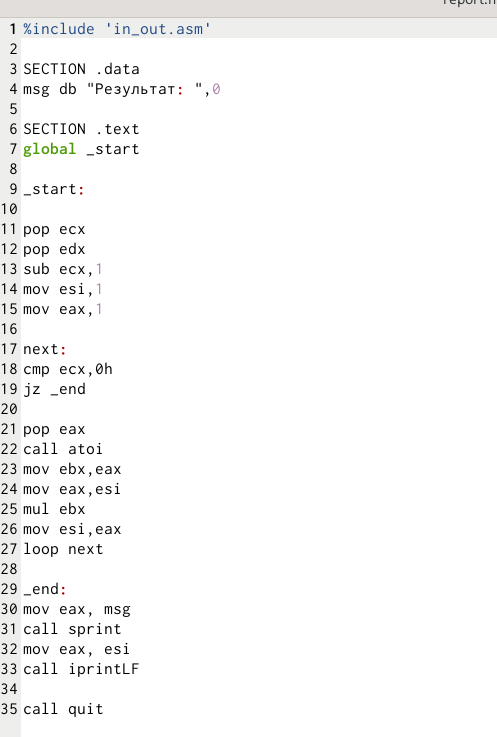 report.m
1 %include 'in_out.asm'
2
3 SECTION .data
4 msg db "Результат: ",0
5
6 SECTION .text
7 global _start
8
9 _start:
10
11 pop ecx
12 pop edx
13 sub ecx,1
14 mov esi,1
15 mov eax,1
16
17 next:
18 cmp ecx,0h
19 jz _end
20
21 pop eax
22 call atoi
23 mov ebx,eax
24 mov eax,esi
25 mul ebx
26 mov esi,eax
27 loop next
28
29 _end:
30 mov eax, msg
31 call sprint
32 mov eax, esi
33 call iprintLF
34
35 call quit